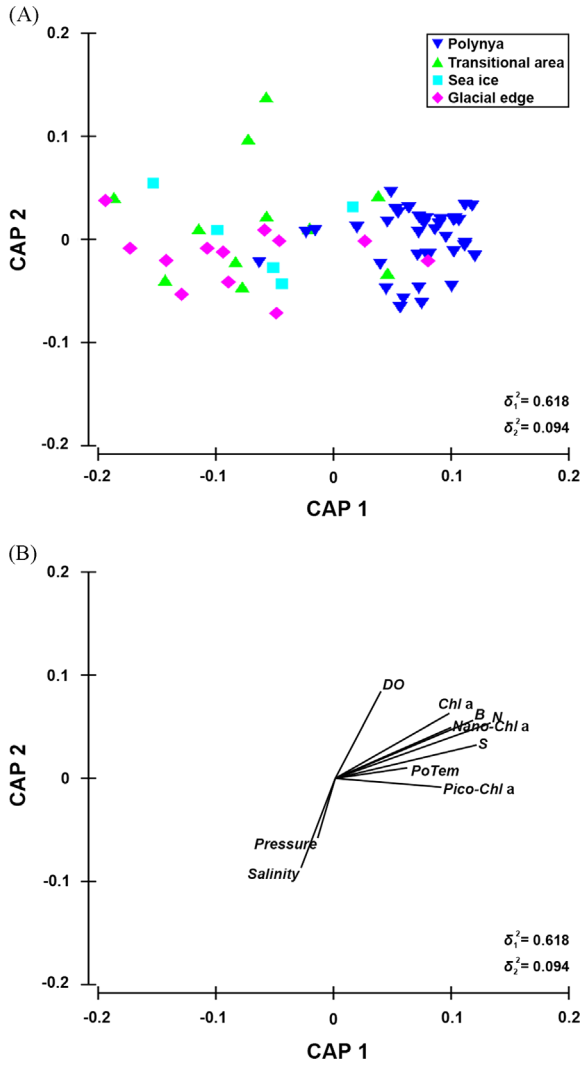 (A)
0.2
Polynya
Transitional area
Sea ice
Glacial edge
0.1
CAP 2
0
-0.1
δ₁²= 0.618
δ₂²= 0.094
-0.2
-0.2 -0.1 0 0.1 0.2
CAP 1
(B)
0.2
0.1
DO
Chl a
B N
Nano-Chl a
S
CAP 2
0
PoTem
Pico-Chl a
Pressure
Salinity
-0.1
δ₁²= 0.618
δ₂²= 0.094
-0.2
-0.2 -0.1 0 0.1 0.2
CAP 1